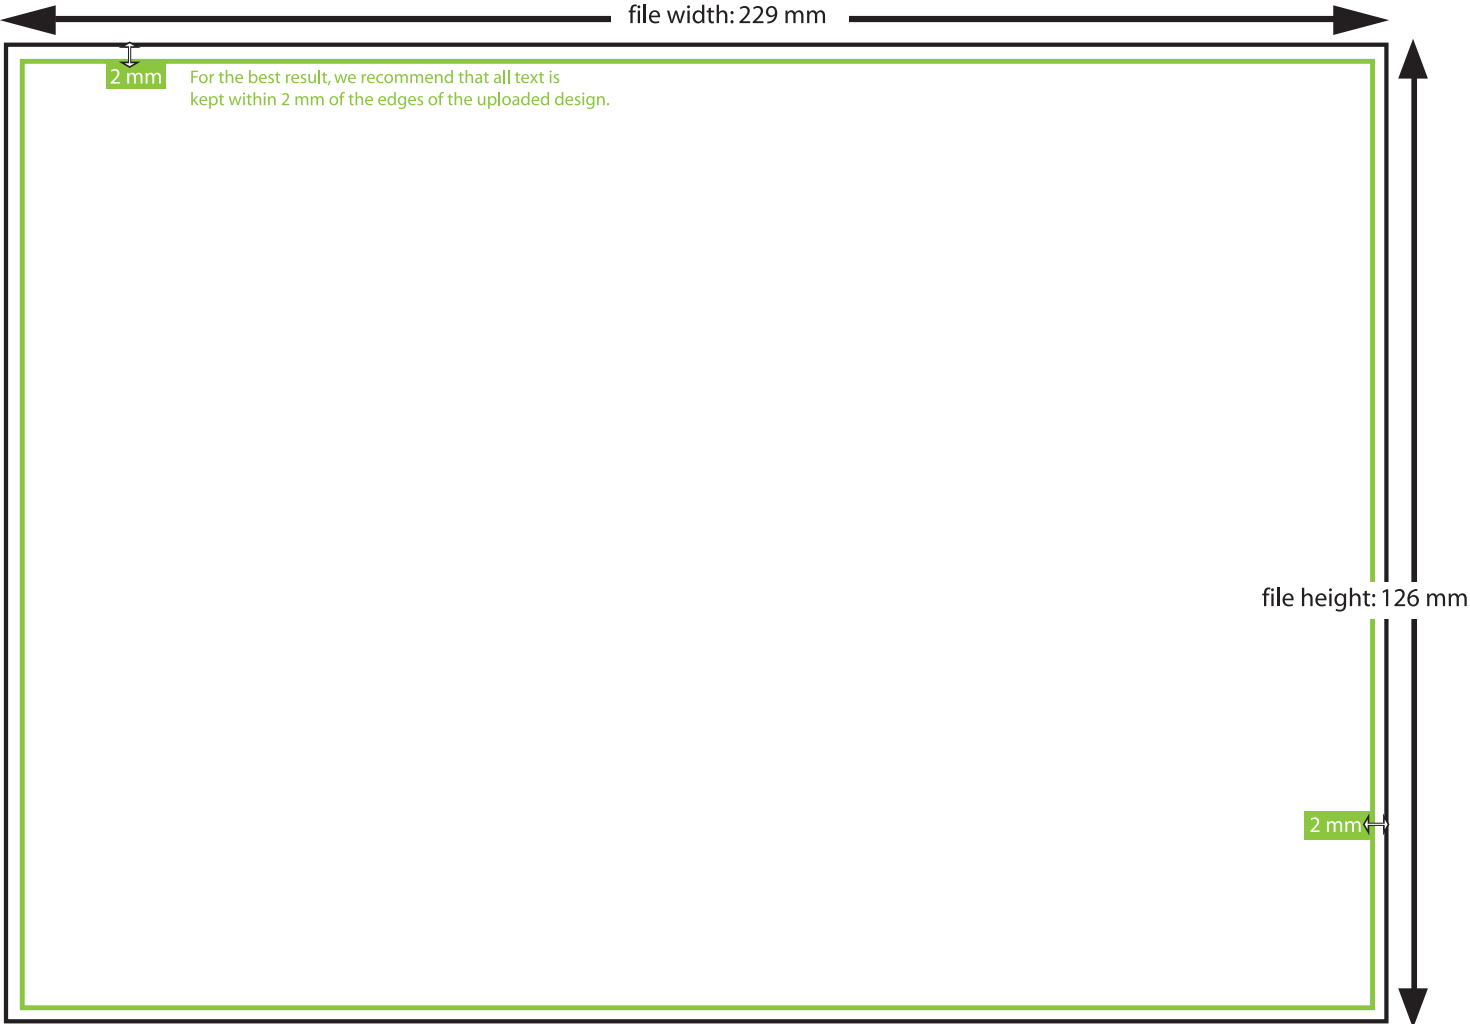 file width: 229 mm
2 mm
For the best result, we recommend that all text is
kept within 2 mm of the edges of the uploaded design.
file height: 126 mm
2 mm